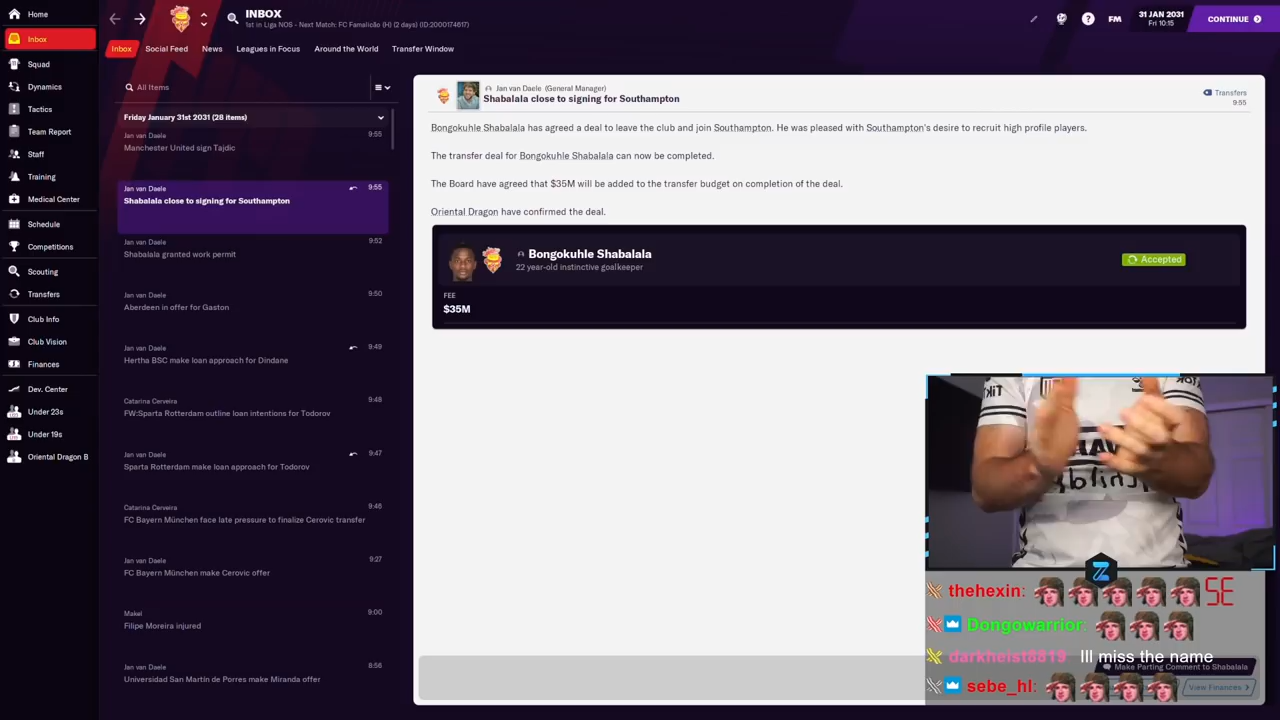 Home
Inbox
Squad
Dynamics
Tactics
Team Report
Staff
Training
Medical Center
Schedule
Competitions
Scouting
Transfers
Club Info
Club Vision
Finances
Dev. Center
Under 23s
Under 19s
Oriental Dragon B
INBOX
1st in Liga NOS - Next Match: FC Famalicão (H) (2 days) (ID:2000174617)
FM
31 JAN 2031
Fri 10:15
CONTINUE
Inbox
Social Feed
News
Leagues in Focus
Around the World
Transfer Window
All Items
Friday January 31st 2031 (28 items)
Jan van Daele 9:55
Manchester United sign Tajdic
Jan van Daele 9:55
Shabalala close to signing for Southampton
Jan van Daele 9:52
Shabalala granted work permit
Jan van Daele 9:50
Aberdeen in offer for Gaston
Jan van Daele 9:49
Hertha BSC make loan approach for Dindane
Catarina Cerveira 9:48
FW:Sparta Rotterdam outline loan intentions for Todorov
Jan van Daele 9:47
Sparta Rotterdam make loan approach for Todorov
Catarina Cerveira 9:46
FC Bayern München face late pressure to finalize Cerovic transfer
Jan van Daele 9:27
FC Bayern München make Cerovic offer
Makel 9:00
Filipe Moreira injured
Jan van Daele 8:56
Universidad San Martín de Porres make Miranda offer
Jan van Daele (General Manager)
Shabalala close to signing for Southampton
Transfers
9:55
Bongokuhle Shabalala has agreed a deal to leave the club and join Southampton. He was pleased with Southampton's desire to recruit high profile players.
The transfer deal for Bongokuhle Shabalala can now be completed.
The Board have agreed that $35M will be added to the transfer budget on completion of the deal.
Oriental Dragon have confirmed the deal.
Bongokuhle Shabalala
22 year-old instinctive goalkeeper
Accepted
FEE
$35M
TikTok
thehexin:
SE
Dongowarrior:
darkheist8819 Ill miss the name
Make Parting Comment to Shabalala
sebe_hl:
View Finances